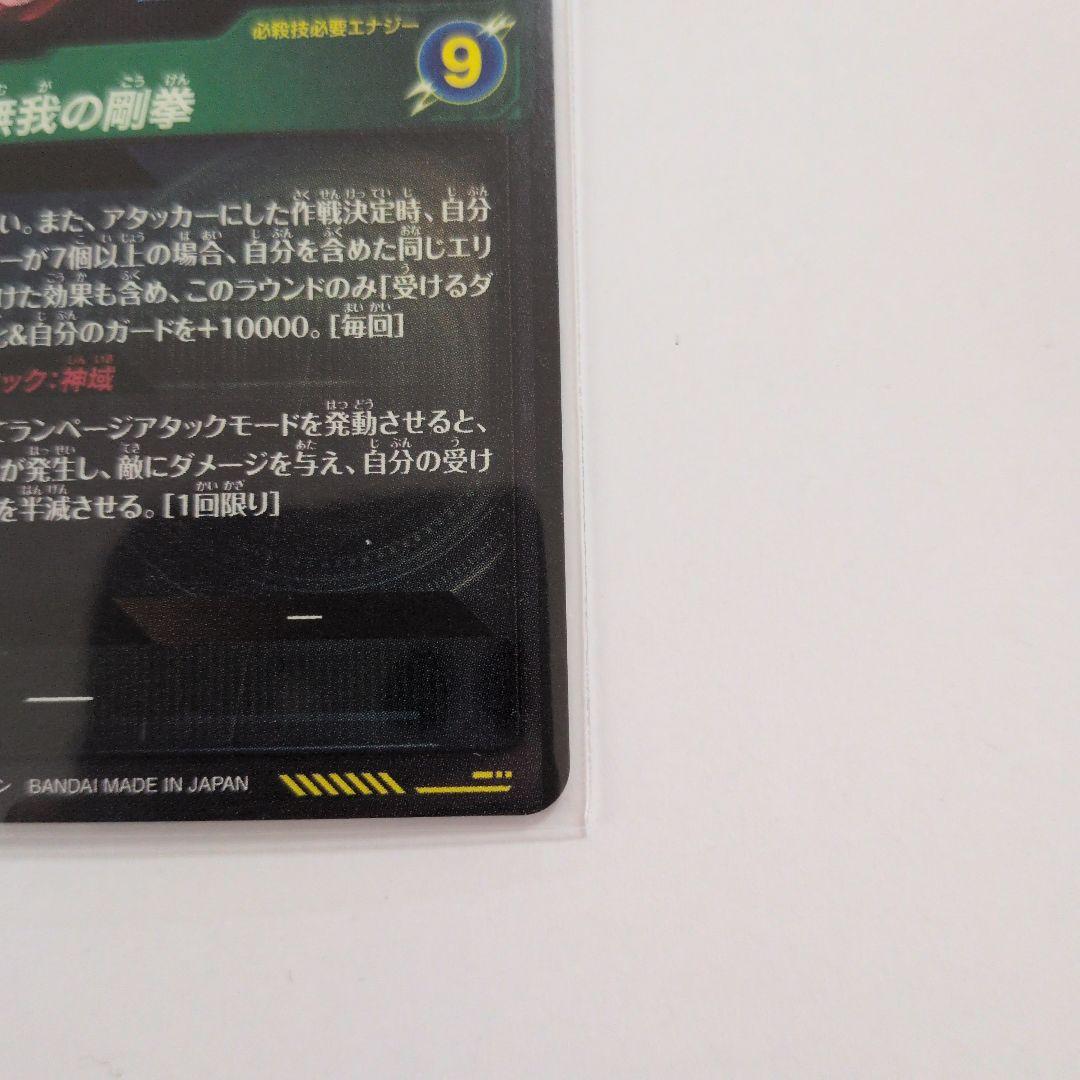 必殺技必要エナジー
9
無我の剛拳
い。また、アタッカーにした作戦決定時、自分
ーが7個以上の場合、自分を含めた同じエリ
けた効果も含め、このラウンドのみ「受けるダ
&自分のガードを+10000。[毎回]
ック:神域
てランページアタックモードを発動させると、
が発生し、敵にダメージを与え、自分の受け
を半減させる。[1回限り]
ー
ン BANDAI MADE IN JAPAN